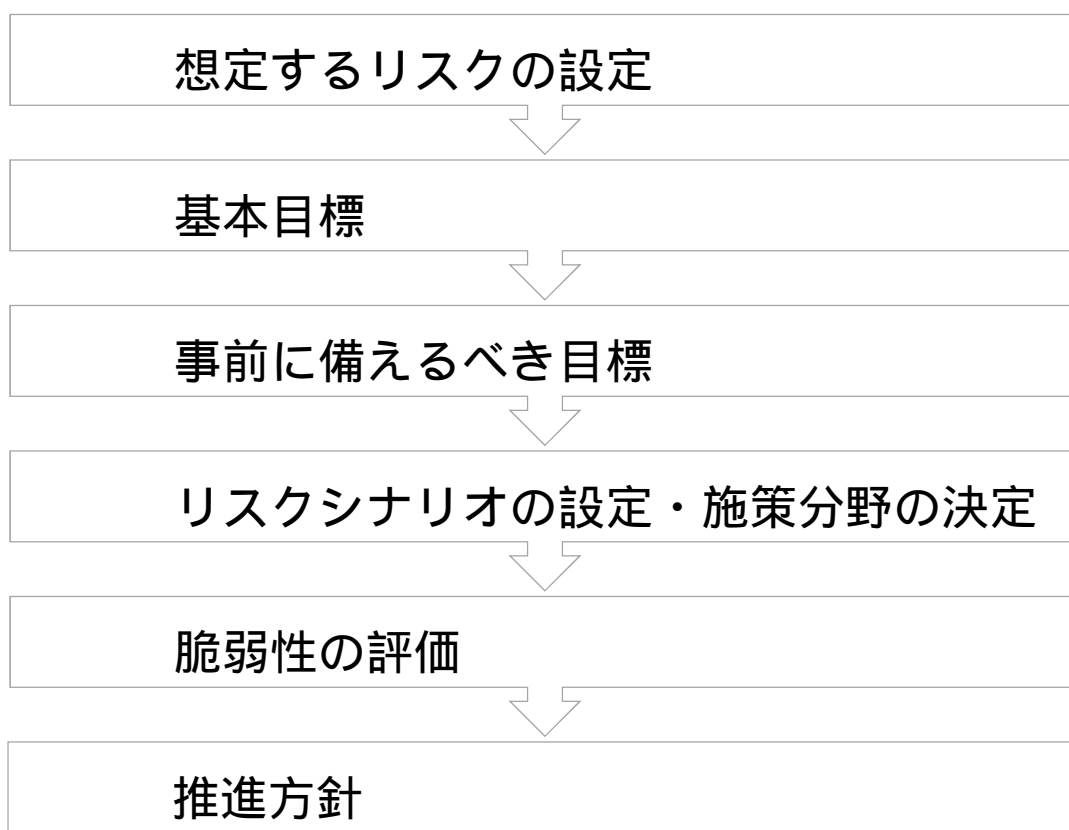 想定するリスクの設定
基本目標
事前に備えるべき目標
リスクシナリオの設定・施策分野の決定
脆弱性の評価
推進方針